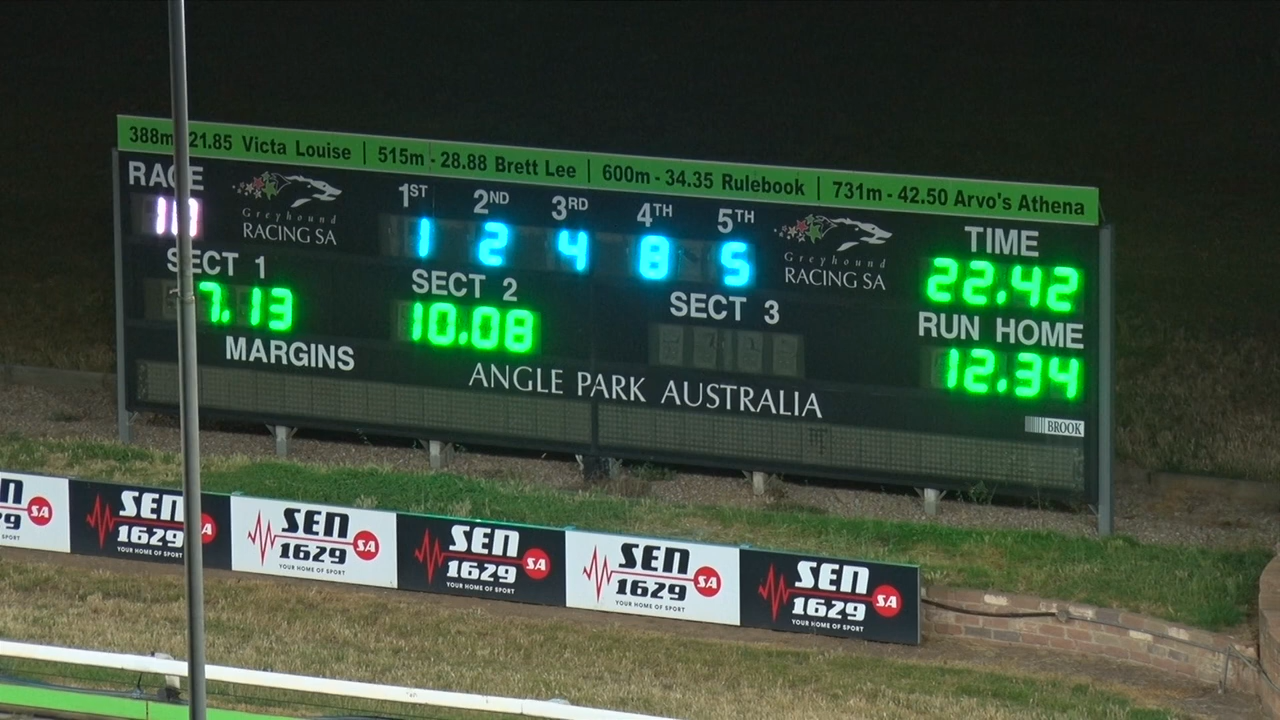 388m 21.85 Victa Louise | 515m - 28.88 Brett Lee | 600m - 34.35 Rulebook | 731m - 42.50 Arvo's Athena
RACE
Greyhound
RACING SA
1ST 2ND 3RD 4TH 5TH
1 2 4 8 5
Greyhound
RACING SA
TIME
22.42
SECT 1
7.13
SECT 2
10.08
SECT 3
RUN HOME
12.34
MARGINS
ANGLE PARK AUSTRALIA
BROOK
SEN SA
1629
YOUR HOME OF SPORT
SEN SA
1629
YOUR HOME OF SPORT
SEN SA
1629
YOUR HOME OF SPORT
SEN SA
1629
YOUR HOME OF SPORT
SEN SA
1629
YOUR HOME OF SPORT